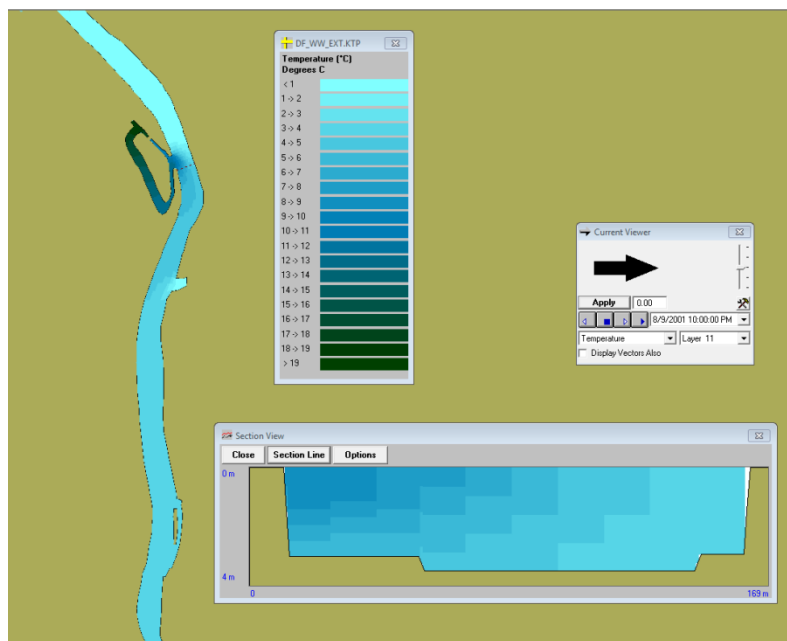 DF_WW_EXT.KTP
Temperature (°C)
Degrees C
< 1
1 -> 2
2 -> 3
3 -> 4
4 -> 5
5 -> 6
6 -> 7
7 -> 8
8 -> 9
9 -> 10
10 -> 11
11 -> 12
12 -> 13
13 -> 14
14 -> 15
15 -> 16
16 -> 17
17 -> 18
18 -> 19
> 19
Current Viewer
Apply 0.00
8/9/2001 10:00:00 PM
Temperature Layer 11
Display Vectors Also
Section View
Close Section Line Options
0 m
4 m
0 169 m